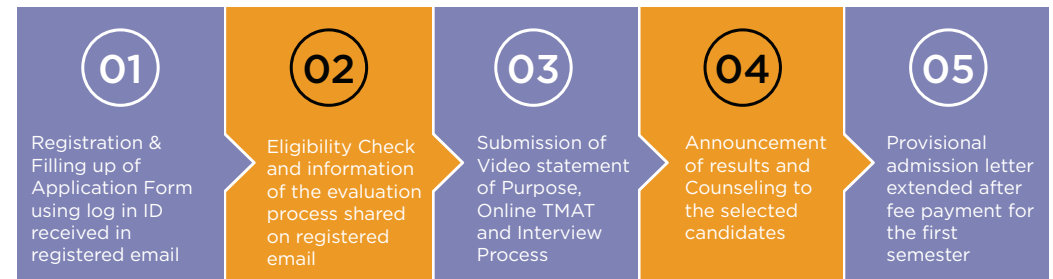 01
Registration &
Filling up of
Application Form
using log in ID
received in
registered email
02
Eligibility Check
and information
of the evaluation
process shared
on registered
email
03
Submission of
Video statement
of Purpose,
Online TMAT
and Interview
Process
04
Announcement
of results and
Counseling to
the selected
candidates
05
Provisional
admission letter
extended after
fee payment for
the first
semester